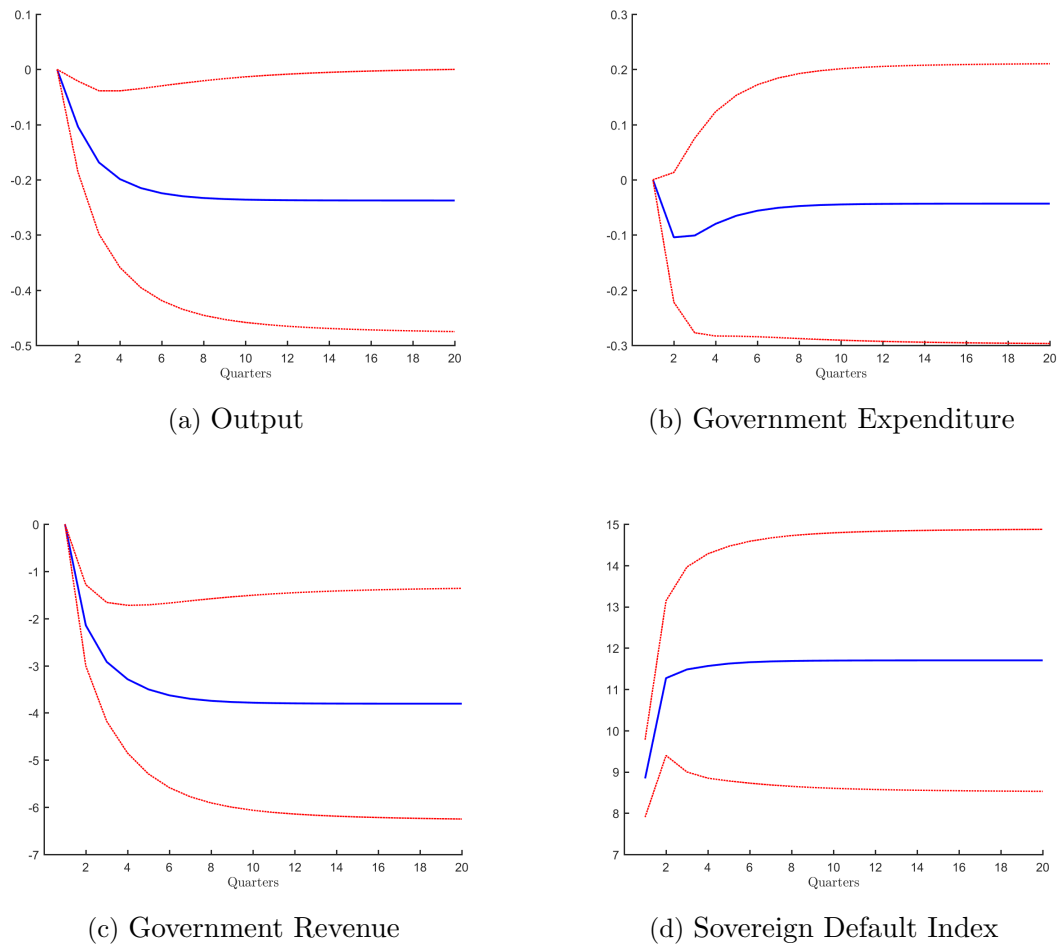 0.1
0
-0.1
-0.2
-0.3
-0.4
-0.5
2 4 6 8 10 12 14 16 18 20
Quarters
(a) Output
0.3
0.2
0.1
0
-0.1
-0.2
-0.3
2 4 6 8 10 12 14 16 18 20
Quarters
(b) Government Expenditure
0
-1
-2
-3
-4
-5
-6
-7
2 4 6 8 10 12 14 16 18 20
Quarters
(c) Government Revenue
15
14
13
12
11
10
9
8
7
2 4 6 8 10 12 14 16 18 20
Quarters
(d) Sovereign Default Index